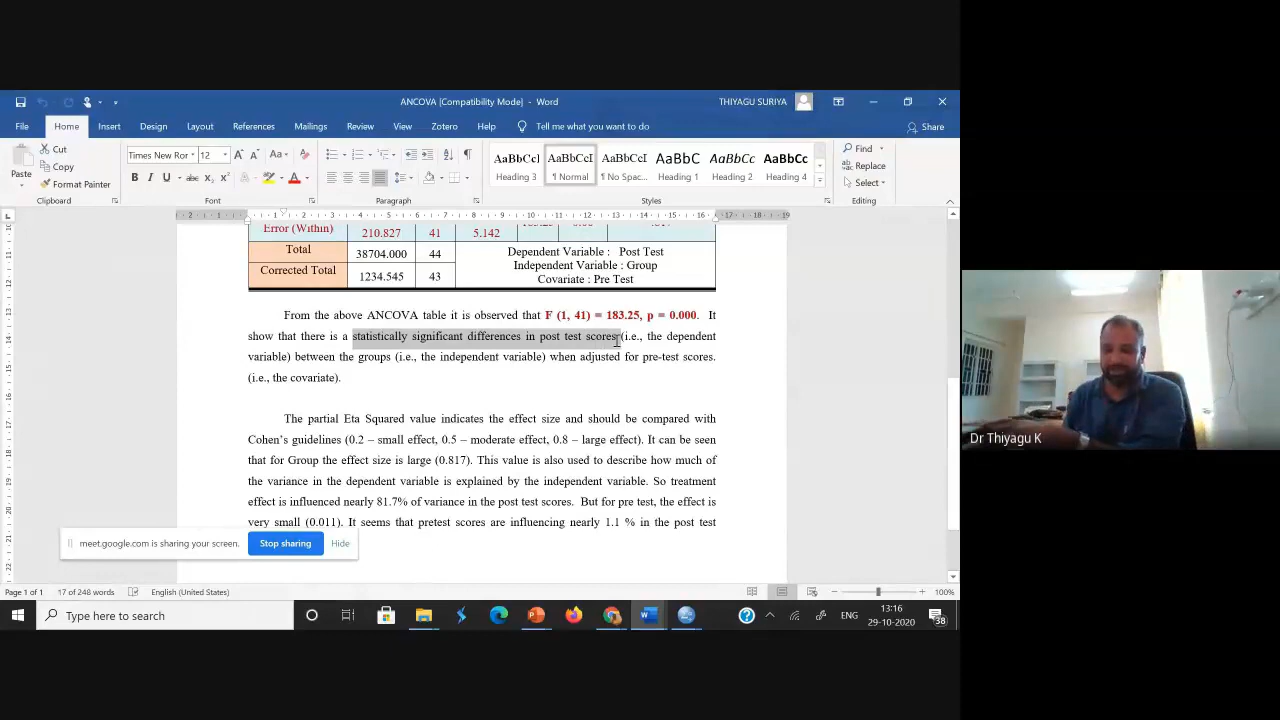 ANCOVA [Compatibility Mode] - Word
THIYAGU SURIYA
File Home Insert Design Layout References Mailings Review View Zotero Help Tell me what you want to do Share
Paste
Cut
Copy
Format Painter
Clipboard
Times New Ror 12
Font
Paragraph
AaBbCcl AaBbCcI AaBbCcI AaBbC AaBbCc AaBbCc
Heading 3 ¶ Normal ¶ No Spac... Heading 1 Heading 2 Heading 4
Styles
Find
Replace
Select
Editing
Error (Within) 210.827 41 5.142
Total 38704.000 44
Corrected Total 1234.545 43
Dependent Variable : Post Test
Independent Variable : Group
Covariate : Pre Test
From the above ANCOVA table it is observed that F (1, 41) = 183.25, p = 0.000. It
show that there is a statistically significant differences in post test scores (i.e., the dependent
variable) between the groups (i.e., the independent variable) when adjusted for pre-test scores.
(i.e., the covariate).
The partial Eta Squared value indicates the effect size and should be compared with
Cohen's guidelines (0.2 – small effect, 0.5 – moderate effect, 0.8 – large effect). It can be seen
that for Group the effect size is large (0.817). This value is also used to describe how much of
the variance in the dependent variable is explained by the independent variable. So treatment
effect is influenced nearly 81.7% of variance in the post test scores. But for pre test, the effect is
very small (0.011). It seems that pretest scores are influencing nearly 1.1 % in the post test
meet.google.com is sharing your screen. Stop sharing Hide
Page 1 of 1 17 of 248 words English (United States) 100%
Type here to search
ENG
13:16
29-10-2020
38
Dr Thiyagu K